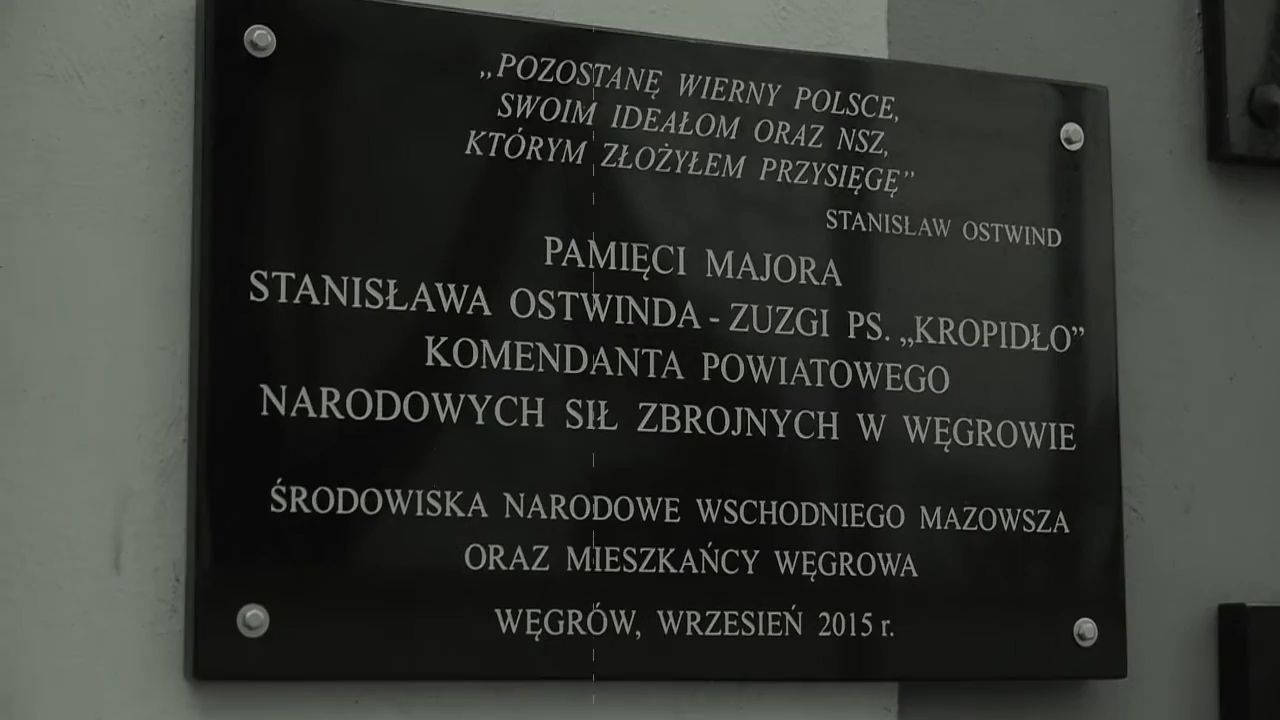 „POZOSTANĘ WIERNY POLSCE,
SWOIM IDEAŁOM ORAZ NSZ,
KTÓRYM ZŁOŻYŁEM PRZYSIĘGĘ”
STANISŁAW OSTWIND
PAMIĘCI MAJORA
STANISŁAWA OSTWINDA - ZUZGI PS. „KROPIDŁO”
KOMENDANTA POWIATOWEGO
NARODOWYCH SIŁ ZBROJNYCH W WĘGROWIE
ŚRODOWISKA NARODOWE WSCHODNIEGO MAZOWSZA
ORAZ MIESZKAŃCY WĘGROWA
WĘGRÓW, WRZESIEŃ 2015 r.